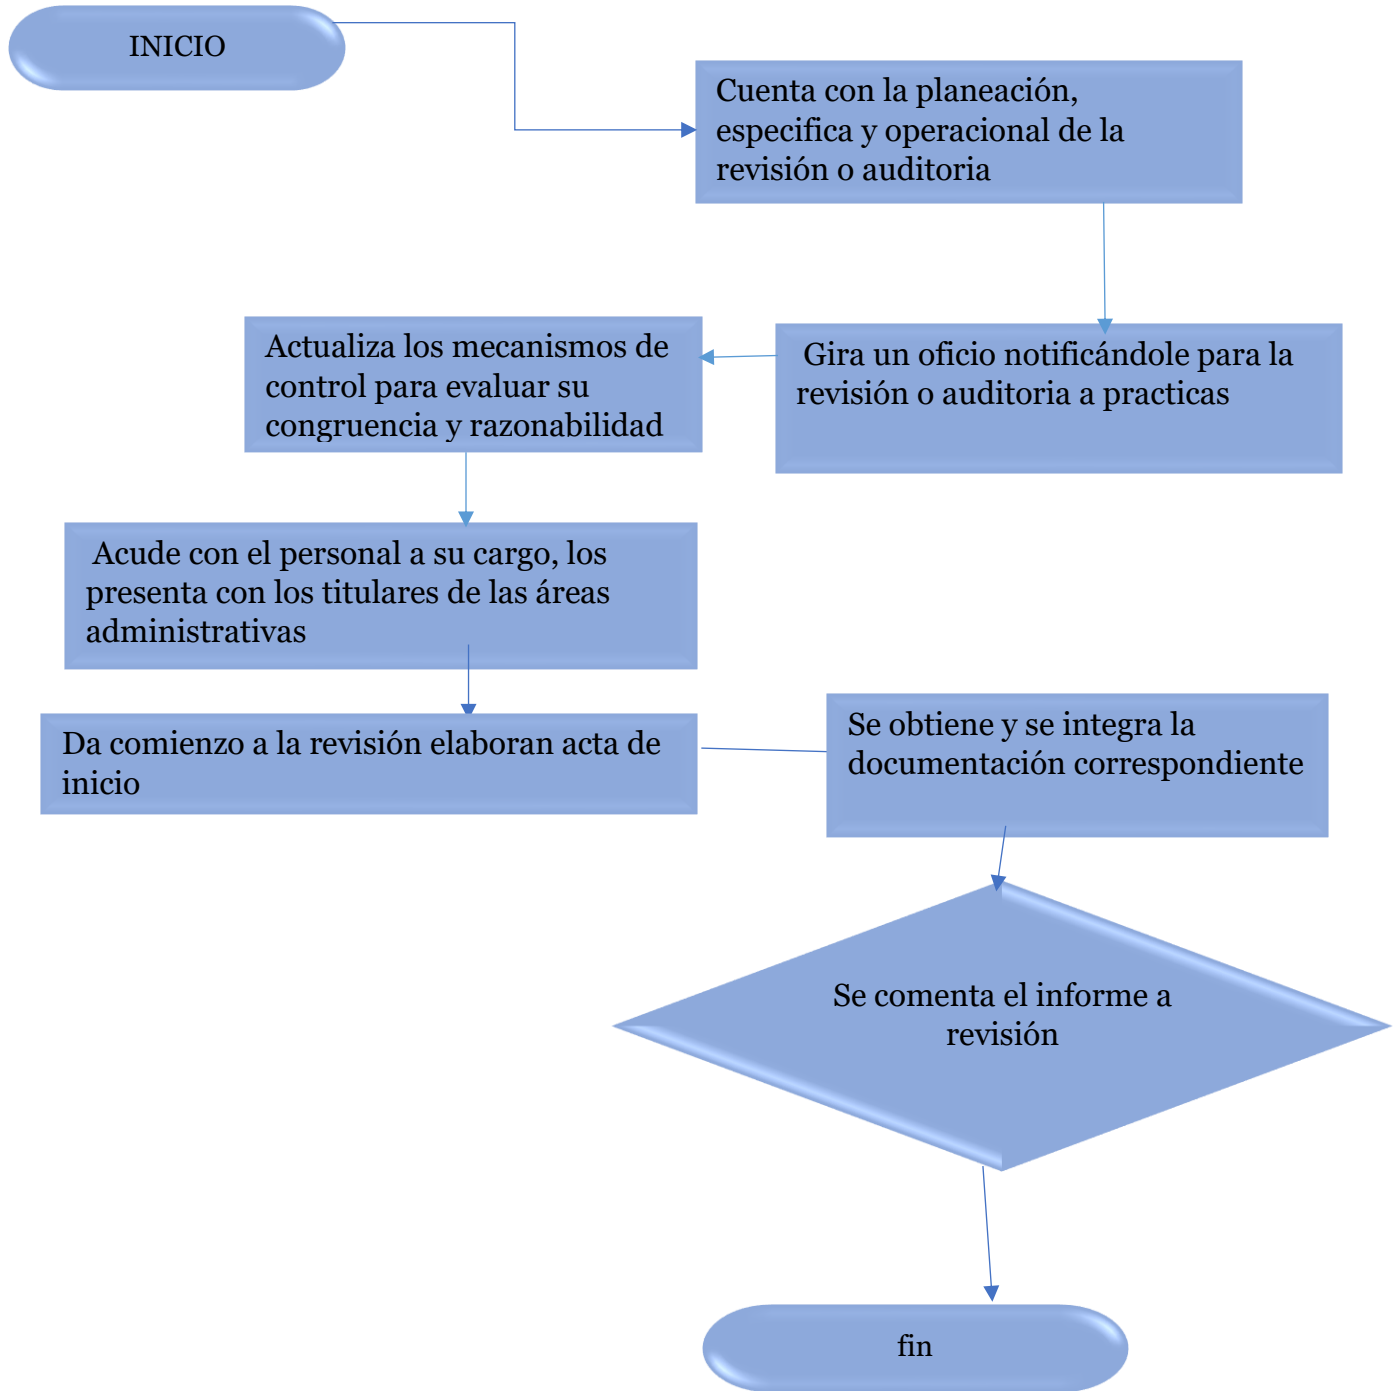 INICIO
Cuenta con la planeación,
especifica y operacional de la
revisión o auditoria
Gira un oficio notificándole para la
revisión o auditoria a practicas
Actualiza los mecanismos de
control para evaluar su
congruencia y razonabilidad
Acude con el personal a su cargo, los
presenta con los titulares de las áreas
administrativas
Da comienzo a la revisión elaboran acta de
inicio
Se obtiene y se integra la
documentación correspondiente
Se comenta el informe a
revisión
fin